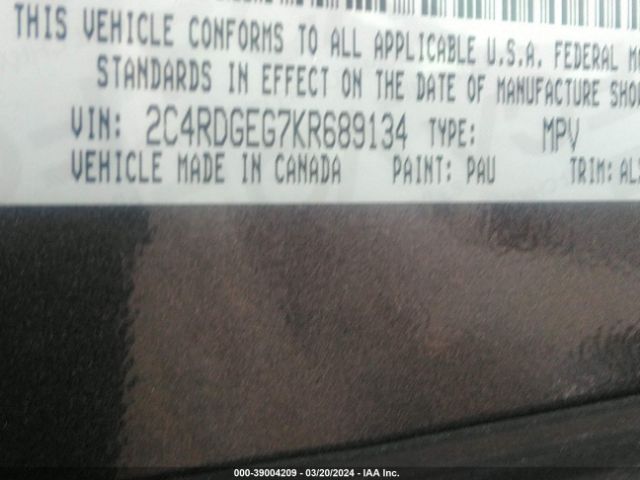 THIS VEHICLE CONFORMS TO ALL APPLICABLE U.S.A. FEDERAL
STANDARDS IN EFFECT ON THE DATE OF MANUFACTURE
VIN: 2C4RDGEG7KR689134 TYPE: MPV
VEHICLE MADE IN CANADA PAINT: PAU TRIM:
000-39004209 - 03/20/2024 - IAA Inc.